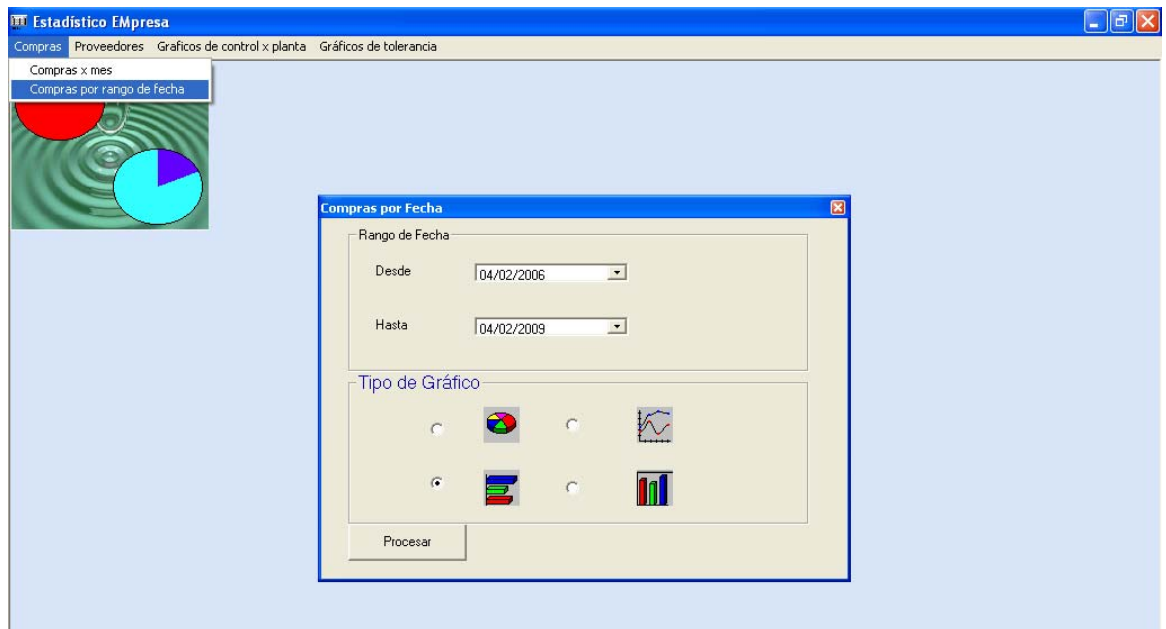 Estadístico EMpresa
Compras Proveedores Graficos de control x planta Gráficos de tolerancia
Compras x mes
Compras por rango de fecha
Compras por Fecha
Rango de Fecha
Desde 04/02/2006
Hasta 04/02/2009
Tipo de Gráfico
Procesar